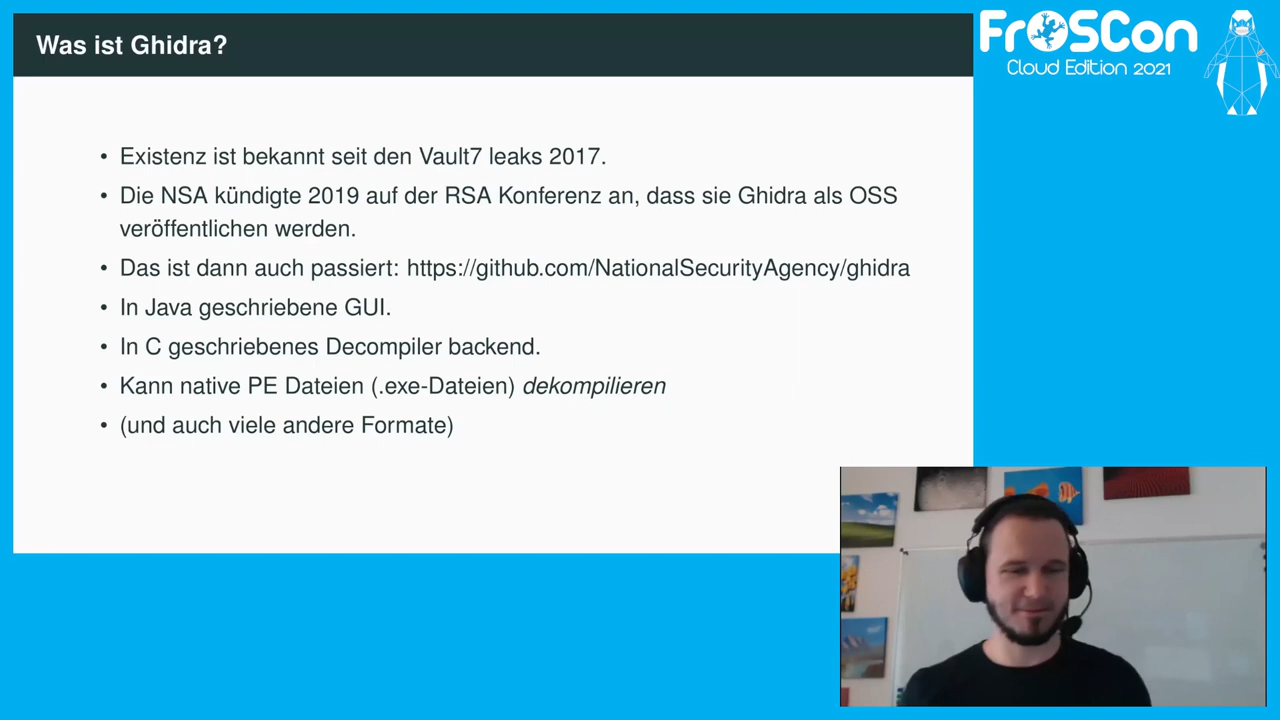 Was ist Ghidra?
FrOSCon
Cloud Edition 2021
• Existenz ist bekannt seit den Vault7 leaks 2017.
• Die NSA kündigte 2019 auf der RSA Konferenz an, dass sie Ghidra als OSS
veröffentlichen werden.
• Das ist dann auch passiert: https://github.com/NationalSecurityAgency/ghidra
• In Java geschriebene GUI.
• In C geschriebenes Decompiler backend.
• Kann native PE Dateien (.exe-Dateien) dekompilieren
• (und auch viele andere Formate)